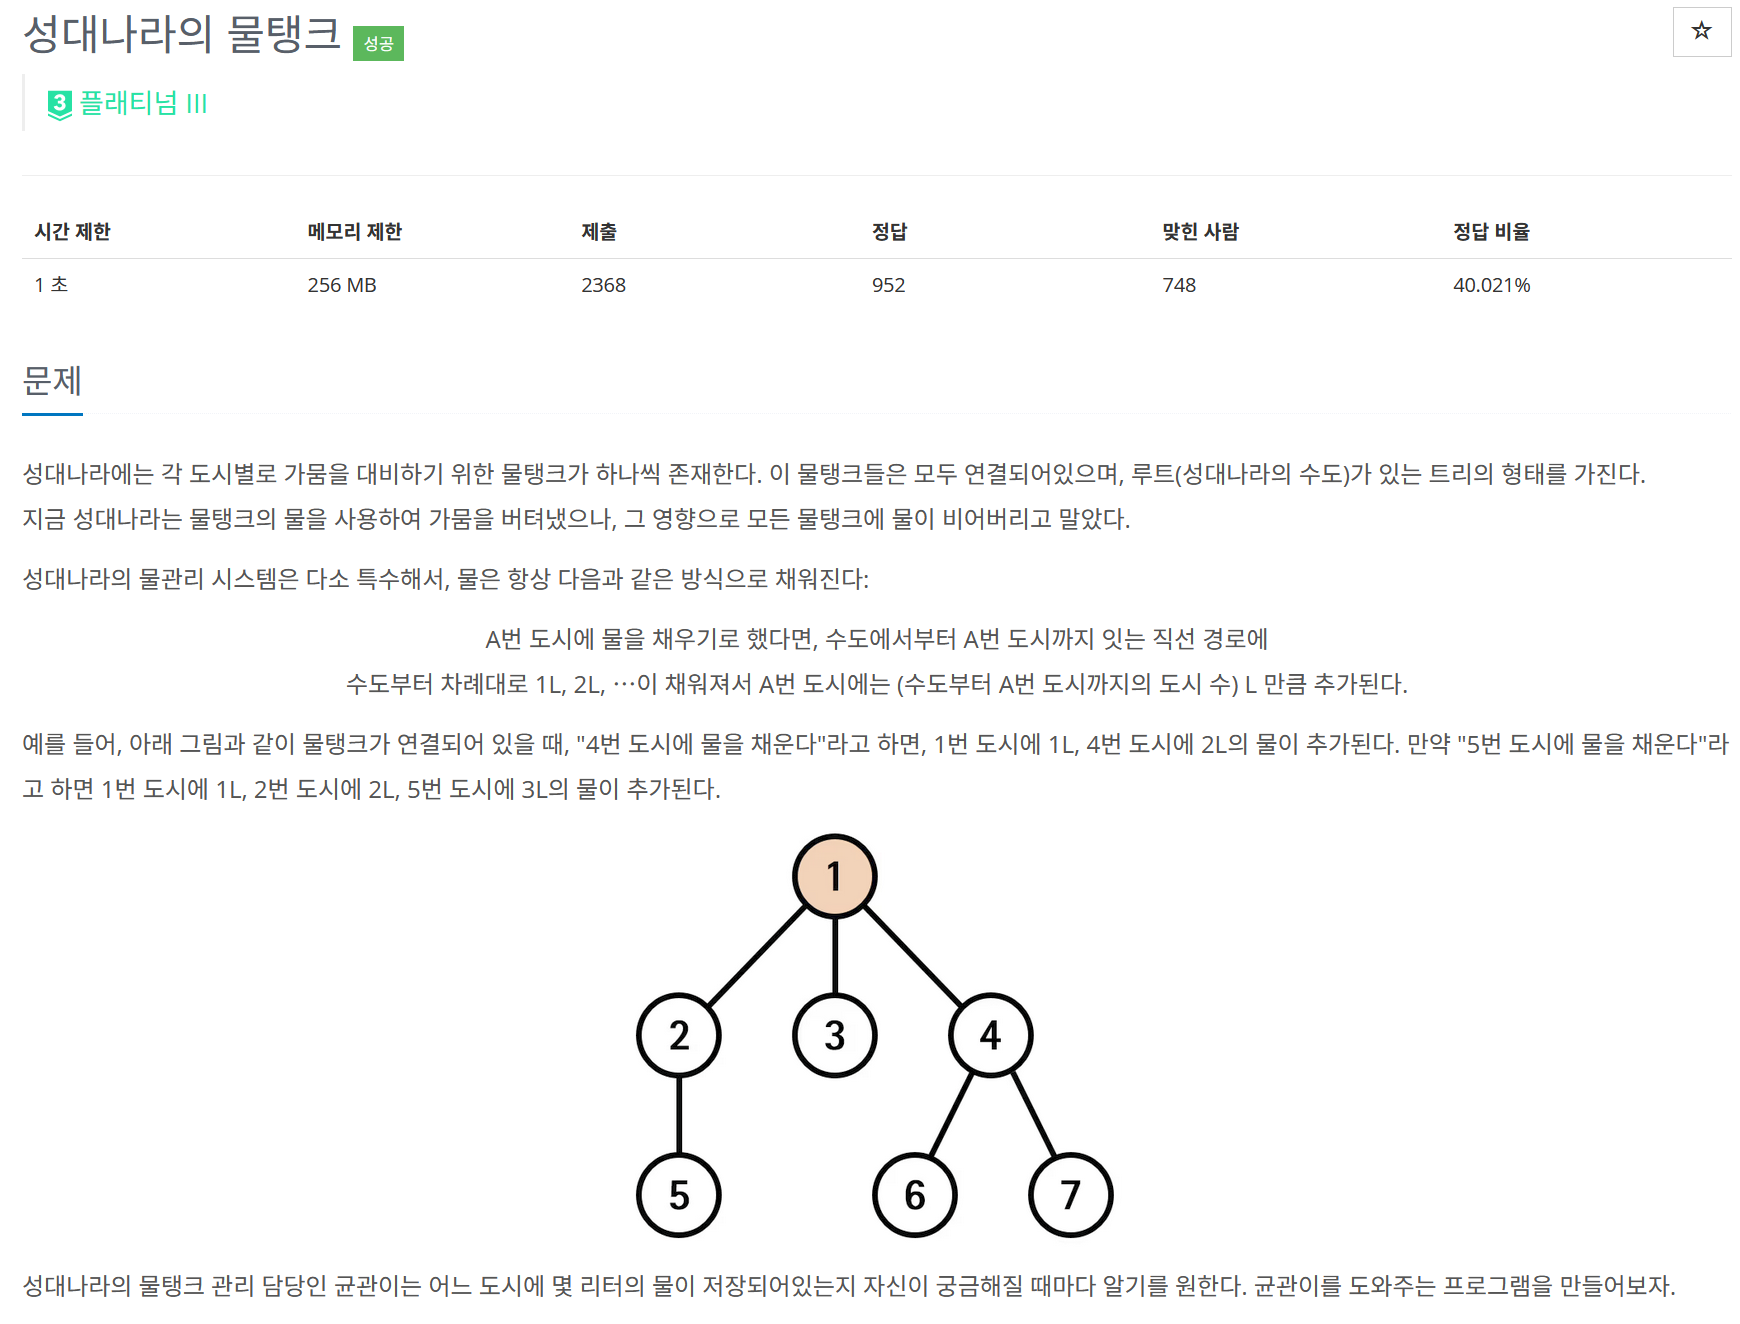 성대나라의 물탱크 성공
☆
3 플래티넘 III
시간 제한 메모리 제한 제출 정답 맞힌 사람 정답 비율
1 초 256 MB 2368 952 748 40.021%
문제
성대나라에는 각 도시별로 가뭄을 대비하기 위한 물탱크가 하나씩 존재한다. 이 물탱크들은 모두 연결되어있으며, 루트(성대나라의 수도)가 있는 트리의 형태를 가진다.
지금 성대나라는 물탱크의 물을 사용하여 가뭄을 버텨냈으나, 그 영향으로 모든 물탱크에 물이 비어버리고 말았다.
성대나라의 물관리 시스템은 다소 특수해서, 물은 항상 다음과 같은 방식으로 채워진다:
A번 도시에 물을 채우기로 했다면, 수도에서부터 A번 도시까지 잇는 직선 경로에
수도부터 차례대로 1L, 2L, …이 채워져서 A번 도시에는 (수도부터 A번 도시까지의 도시 수) L 만큼 추가된다.
예를 들어, 아래 그림과 같이 물탱크가 연결되어 있을 때, "4번 도시에 물을 채운다"라고 하면, 1번 도시에 1L, 4번 도시에 2L의 물이 추가된다. 만약 "5번 도시에 물을 채운다"라
고 하면 1번 도시에 1L, 2번 도시에 2L, 5번 도시에 3L의 물이 추가된다.
1
2 3 4
5 6 7
성대나라의 물탱크 관리 담당인 균관이는 어느 도시에 몇 리터의 물이 저장되어있는지 자신이 궁금해질 때마다 알기를 원한다. 균관이를 도와주는 프로그램을 만들어보자.